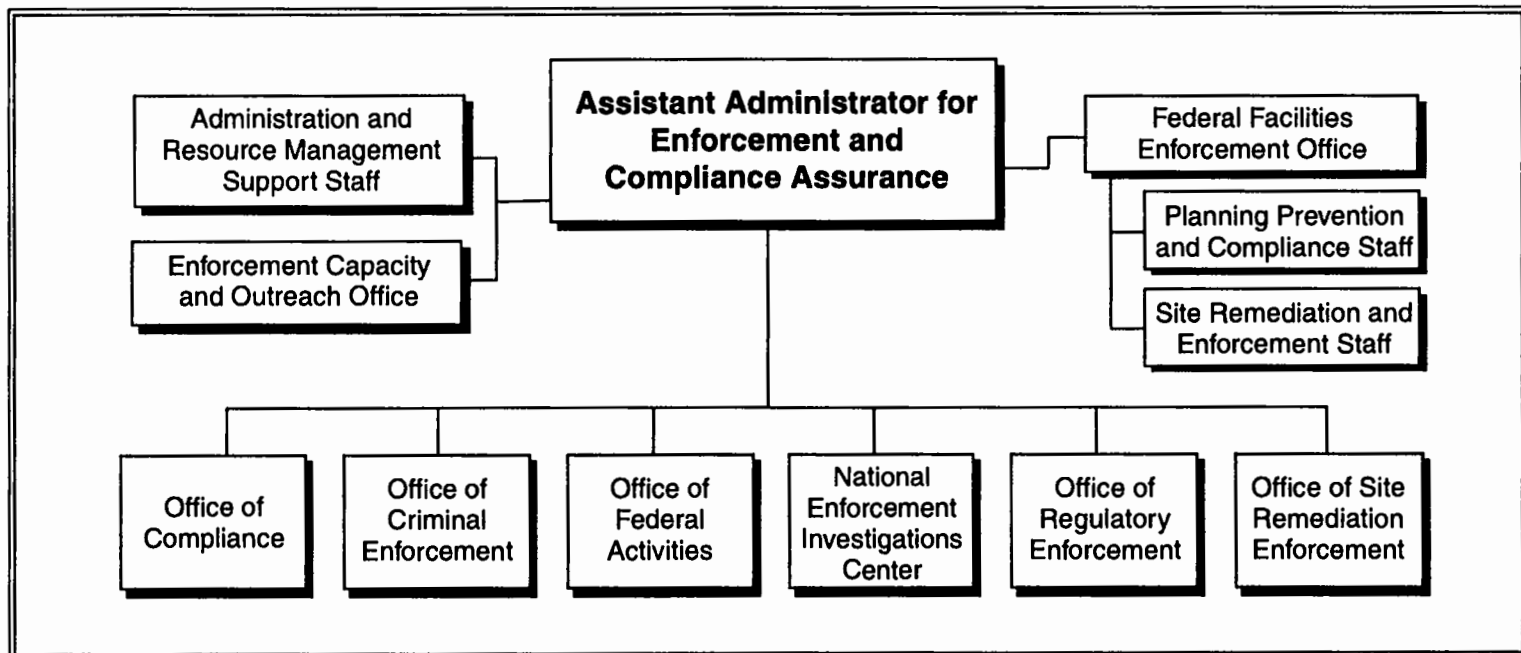 Administration and
Resource Management
Support Staff
Enforcement Capacity
and Outreach Office
Assistant Administrator for
Enforcement and
Compliance Assurance
Federal Facilities
Enforcement Office
Planning Prevention
and Compliance Staff
Site Remediation and
Enforcement Staff
Office of
Compliance
Office of
Criminal
Enforcement
Office of
Federal
Activities
National
Enforcement
Investigations
Center
Office of
Regulatory
Enforcement
Office of Site
Remediation
Enforcement